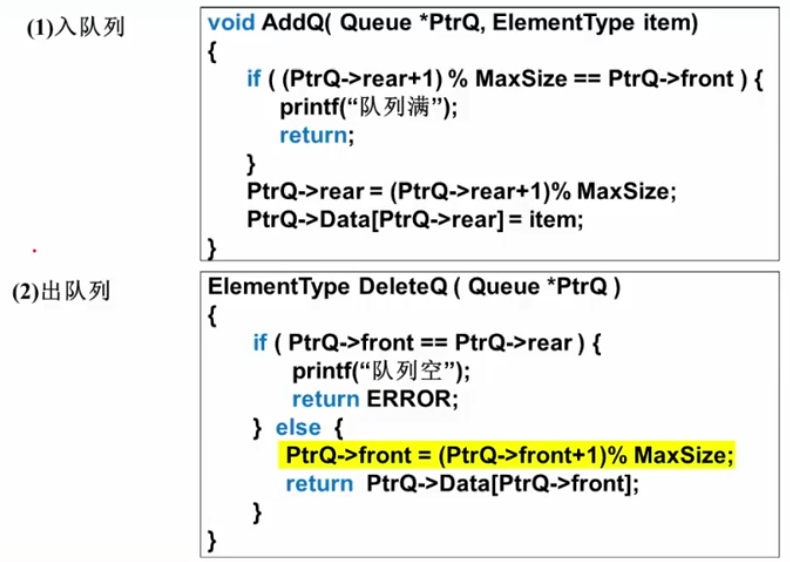 (1)入队列
void AddQ( Queue *PtrQ, ElementType item)
{
if ( (PtrQ->rear+1) % MaxSize == PtrQ->front ) {
printf(“队列满”);
return;
}
PtrQ->rear = (PtrQ->rear+1)% MaxSize;
PtrQ->Data[PtrQ->rear] = item;
}
(2)出队列
ElementType DeleteQ ( Queue *PtrQ )
{
if ( PtrQ->front == PtrQ->rear ) {
printf(“队列空”);
return ERROR;
} else {
PtrQ->front = (PtrQ->front+1)% MaxSize;
return PtrQ->Data[PtrQ->front];
}
}